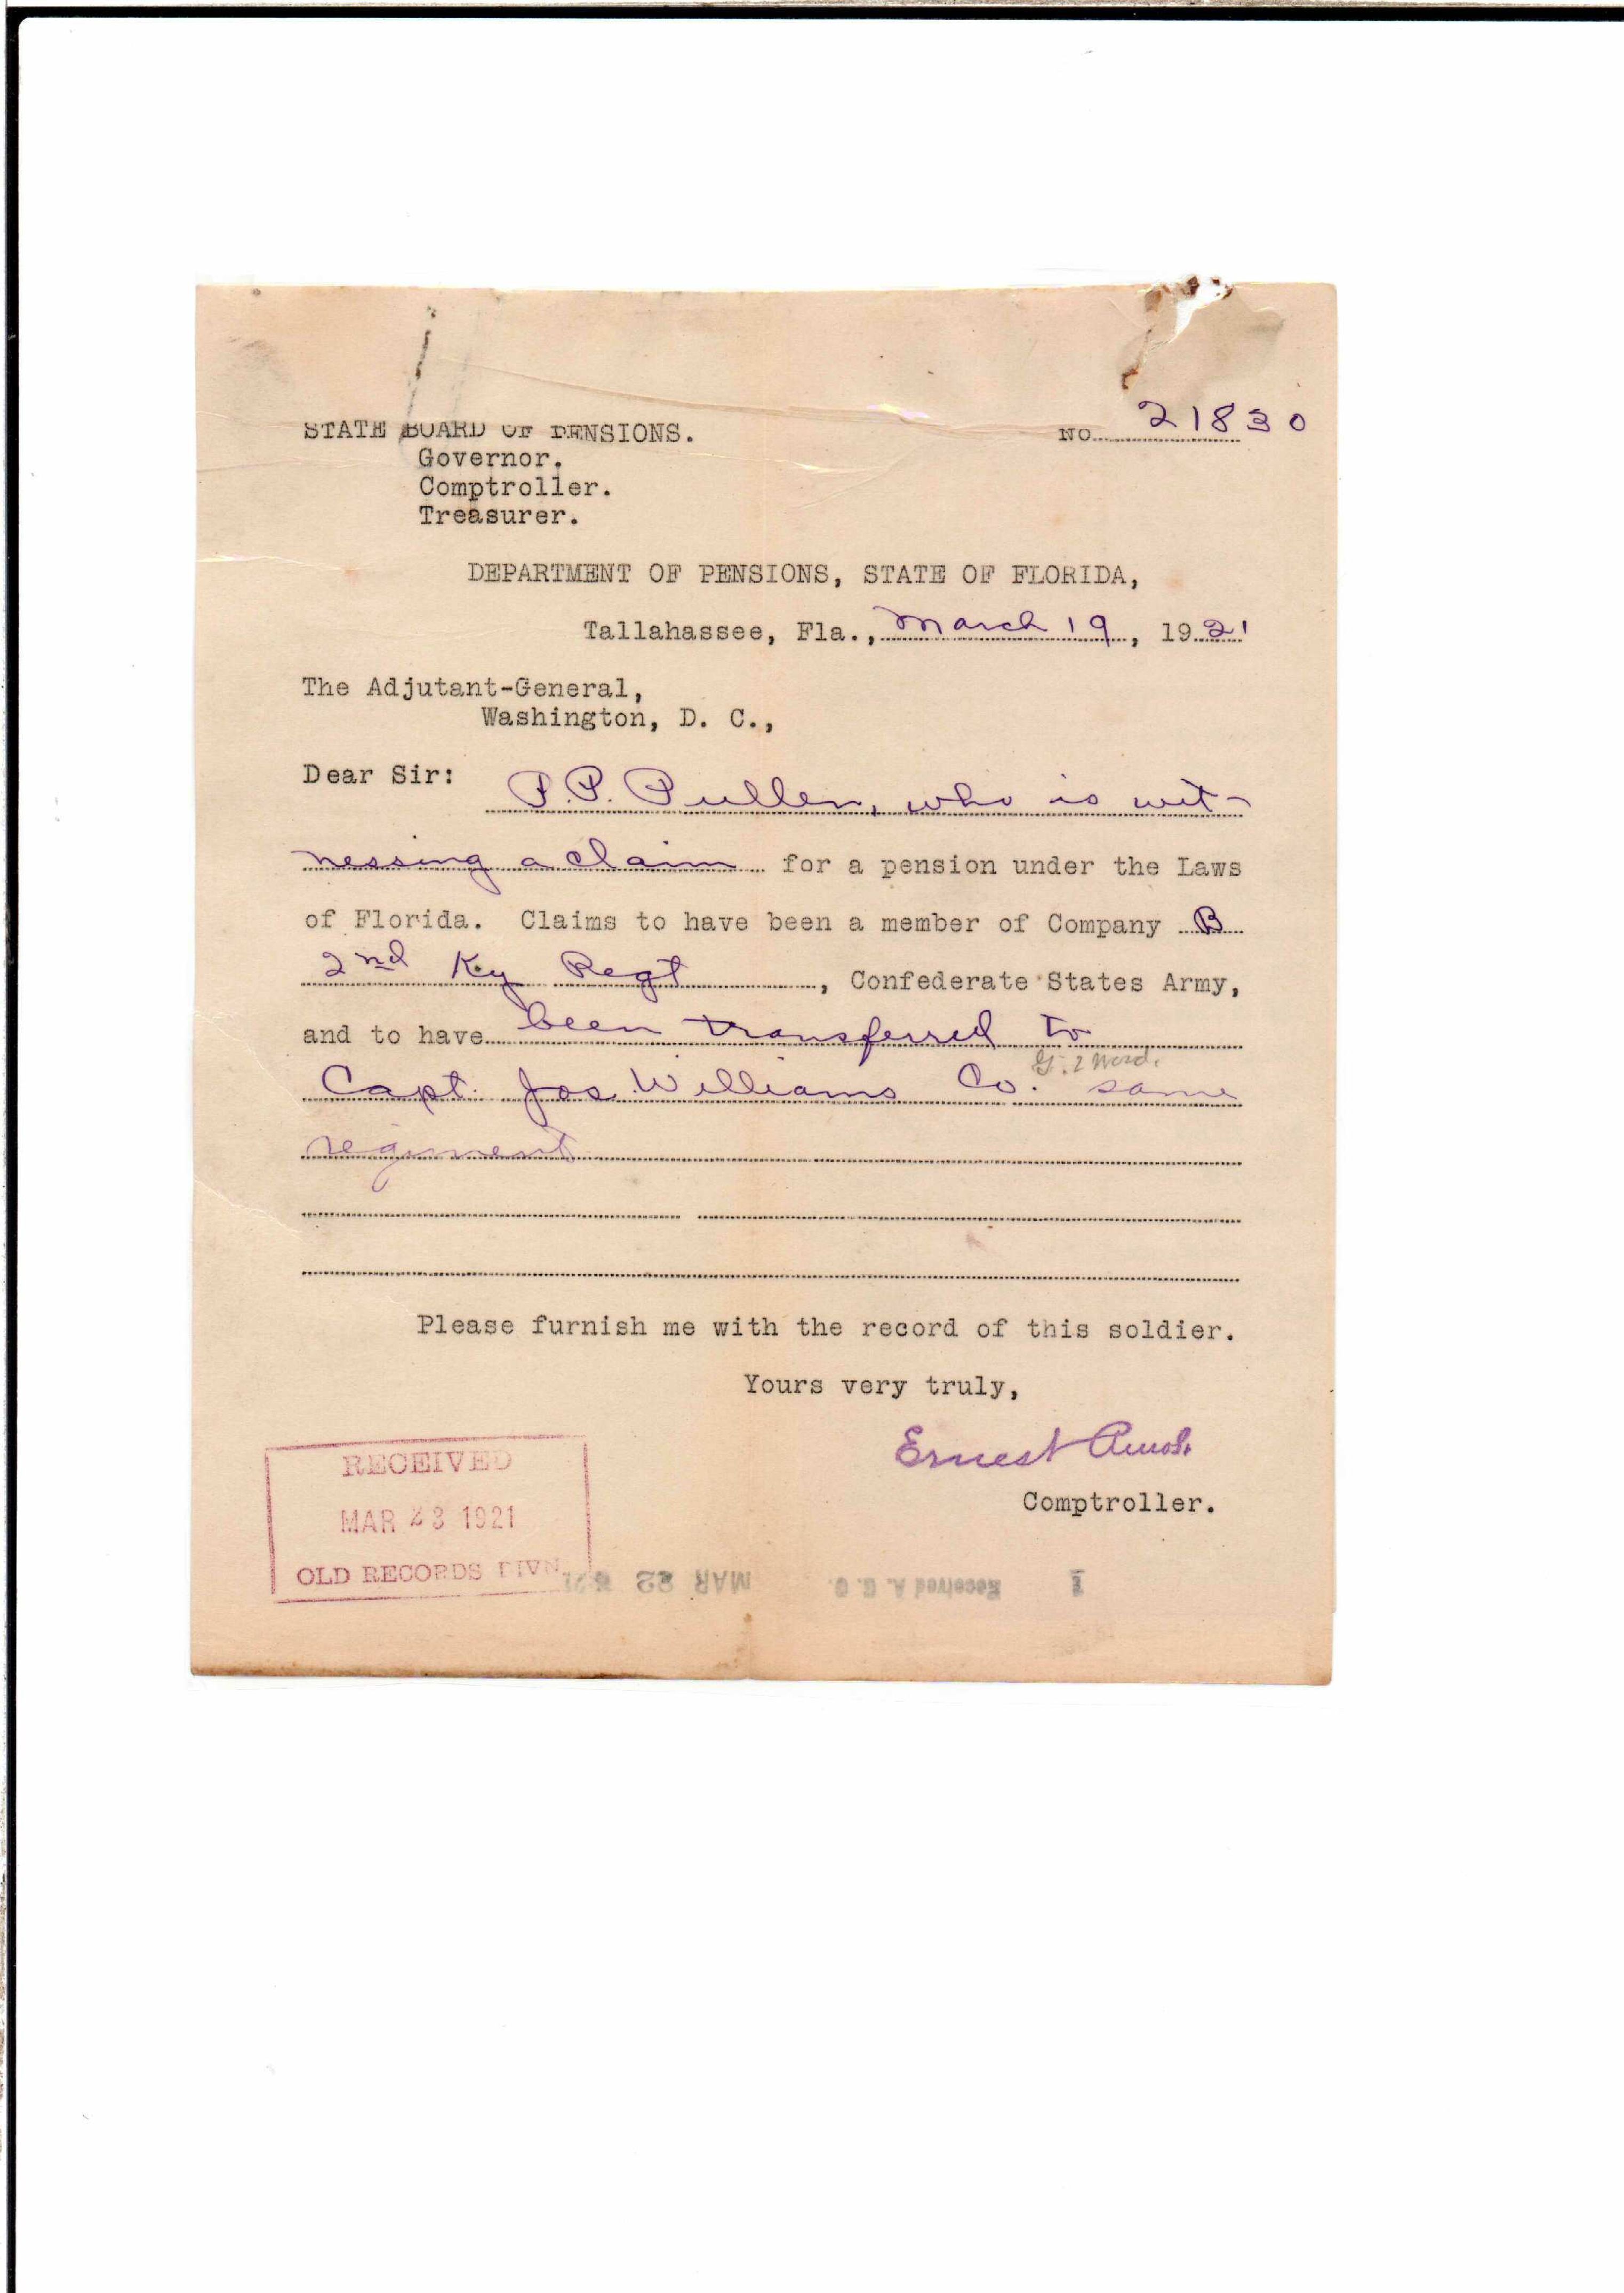 STATE BOARD OF PENSIONS.
NO. 21830
Governor.
Comptroller.
Treasurer.
DEPARTMENT OF PENSIONS, STATE OF FLORIDA,
Tallahassee, Fla., March 19, 1921
The Adjutant-General,
Washington, D. C.,
Dear Sir: P.P. Pullen, who is wit-
nessing a claim for a pension under the Laws
of Florida. Claims to have been a member of Company B
2nd Ky Regt, Confederate States Army,
and to have been transferred to
Capt. Jos. Williams Co. same
regiment
Please furnish me with the record of this soldier.
Yours very truly,
Ernest Amos
Comptroller.
RECEIVED
MAR 23 1921
OLD RECORDS DIVN.
1 Received A. G. O. MAR 22 '21